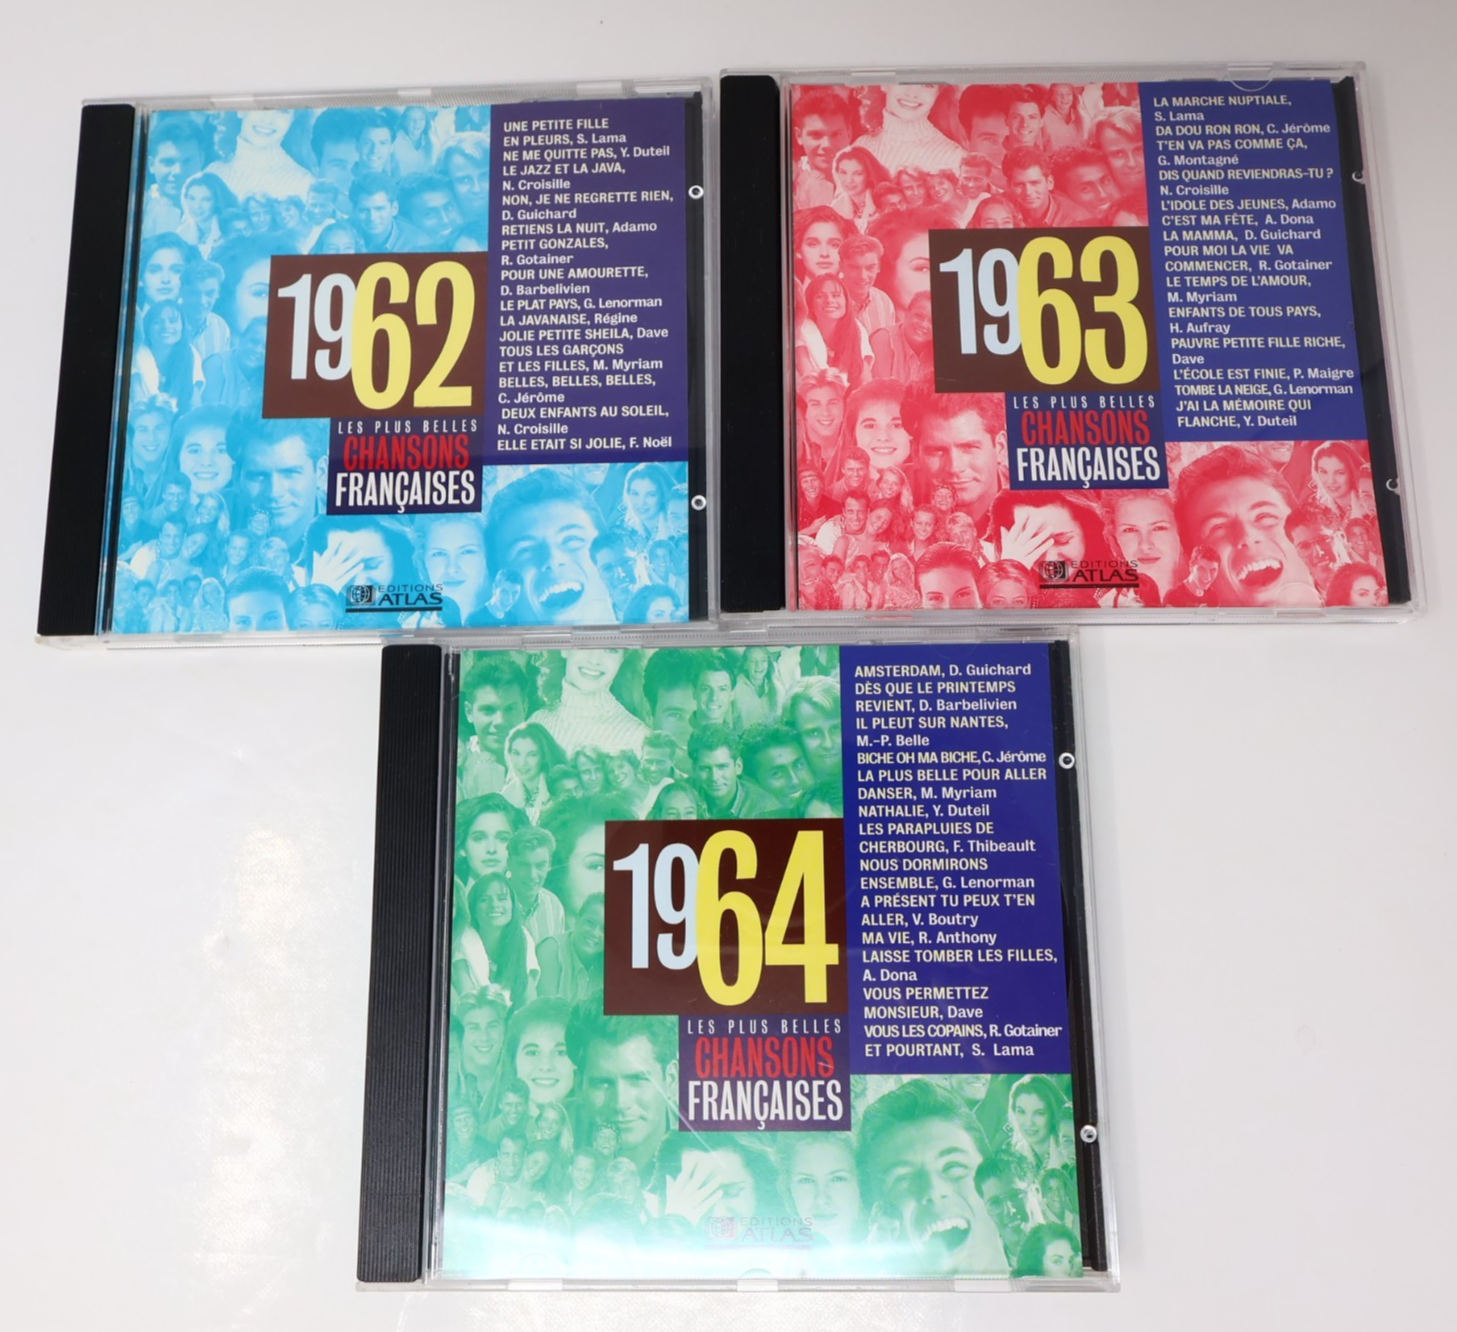 1962
LES PLUS BELLES
CHANSONS
FRANÇAISES
EDITIONS
ATLAS
UNE PETITE FILLE
EN PLEURS, S. Lama
NE ME QUITTE PAS, Y. Duteil
LE JAZZ ET LA JAVA,
N. Croisille
NON, JE NE REGRETTE RIEN,
D. Guichard
RETIENS LA NUIT, Adamo
PETIT GONZALES,
R. Gotainer
POUR UNE AMOURETTE,
D. Barbelivien
LE PLAT PAYS, G. Lenorman
LA JAVANAISE, Régine
JOLIE PETITE SHEILA, Dave
TOUS LES GARÇONS
ET LES FILLES, M. Myriam
BELLES, BELLES, BELLES,
C. Jérôme
DEUX ENFANTS AU SOLEIL,
N. Croisille
ELLE ETAIT SI JOLIE, F. Noël
1963
LES PLUS BELLES
CHANSONS
FRANÇAISES
EDITIONS
ATLAS
LA MARCHE NUPTIALE,
S. Lama
DA DOU RON RON, C. Jérôme
T'EN VA PAS COMME ÇA,
G. Montagné
DIS QUAND REVIENDRAS-TU ?
N. Croisille
L'IDOLE DES JEUNES, Adamo
C'EST MA FÊTE, A. Dona
LA MAMMA, D. Guichard
POUR MOI LA VIE VA
COMMENCER, R. Gotainer
LE TEMPS DE L'AMOUR,
M. Myriam
ENFANTS DE TOUS PAYS,
H. Aufray
PAUVRE PETITE FILLE RICHE,
Dave
L'ÉCOLE EST FINIE, P. Maigre
TOMBE LA NEIGE, G. Lenorman
J'AI LA MÉMOIRE QUI
FLANCHE, Y. Duteil
1964
LES PLUS BELLES
CHANSONS
FRANÇAISES
EDITIONS
ATLAS
AMSTERDAM, D. Guichard
DÈS QUE LE PRINTEMPS
REVIENT, D. Barbelivien
IL PLEUT SUR NANTES,
M.-P. Belle
BICHE OH MA BICHE, C. Jérôme
LA PLUS BELLE POUR ALLER
DANSER, M. Myriam
NATHALIE, Y. Duteil
LES PARAPLUIES DE
CHERBOURG, F. Thibeault
NOUS DORMIRONS
ENSEMBLE, G. Lenorman
A PRÉSENT TU PEUX T'EN
ALLER, V. Boutry
MA VIE, R. Anthony
LAISSE TOMBER LES FILLES,
A. Dona
VOUS PERMETTEZ
MONSIEUR, Dave
VOUS LES COPAINS, R. Gotainer
ET POURTANT, S. Lama